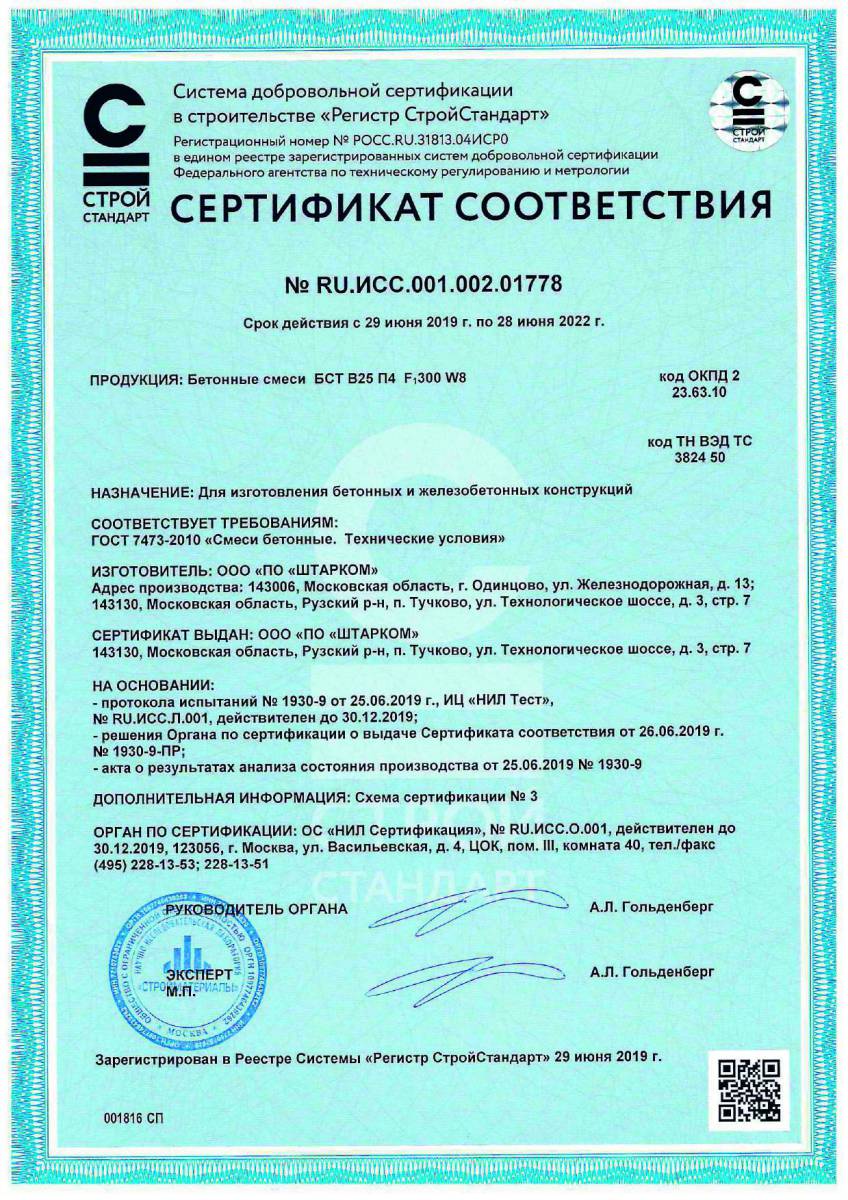 СТРОЙ
СТАНДАРТ
Система добровольной сертификации
в строительстве «Регистр СтройСтандарт»
Регистрационный номер № РОСС.RU.31813.04ИСР0
в едином реестре зарегистрированных систем добровольной сертификации
Федерального агентства по техническому регулированию и метрологии
СТРОЙ
СТАНДАРТ
СЕРТИФИКАТ СООТВЕТСТВИЯ
№ RU.ИСС.001.002.01778
Срок действия с 29 июня 2019 г. по 28 июня 2022 г.
ПРОДУКЦИЯ: Бетонные смеси БСТ В25 П4 F₁300 W8
код ОКПД 2
23.63.10
код ТН ВЭД ТС
3824 50
НАЗНАЧЕНИЕ: Для изготовления бетонных и железобетонных конструкций
СООТВЕТСТВУЕТ ТРЕБОВАНИЯМ:
ГОСТ 7473-2010 «Смеси бетонные. Технические условия»
ИЗГОТОВИТЕЛЬ: ООО «ПО «ШТАРКОМ»
Адрес производства: 143006, Московская область, г. Одинцово, ул. Железнодорожная, д. 13;
143130, Московская область, Рузский р-н, п. Тучково, ул. Технологическое шоссе, д. 3, стр. 7
СЕРТИФИКАТ ВЫДАН: ООО «ПО «ШТАРКОМ»
143130, Московская область, Рузский р-н, п. Тучково, ул. Технологическое шоссе, д. 3, стр. 7
НА ОСНОВАНИИ:
- протокола испытаний № 1930-9 от 25.06.2019 г., ИЦ «НИЛ Тест»,
№ RU.ИСС.Л.001, действителен до 30.12.2019;
- решения Органа по сертификации о выдаче Сертификата соответствия от 26.06.2019 г.
№ 1930-9-ПР;
- акта о результатах анализа состояния производства от 25.06.2019 № 1930-9
ДОПОЛНИТЕЛЬНАЯ ИНФОРМАЦИЯ: Схема сертификации № 3
ОРГАН ПО СЕРТИФИКАЦИИ: ОС «НИЛ Сертификация», № RU.ИСС.О.001, действителен до
30.12.2019, 123056, г. Москва, ул. Васильевская, д. 4, ЦОК, пом. III, комната 40, тел./факс
(495) 228-13-53; 228-13-51
СТРОЙ
СТАНДАРТ
РУКОВОДИТЕЛЬ ОРГАНА
А.Л. Гольденберг
ЭКСПЕРТ
А.Л. Гольденберг
М.П.
«СТРОЙМАТЕРИАЛЫ»
МОСКВА
Зарегистрирован в Реестре Системы «Регистр СтройСтандарт» 29 июня 2019 г.
001816 СП